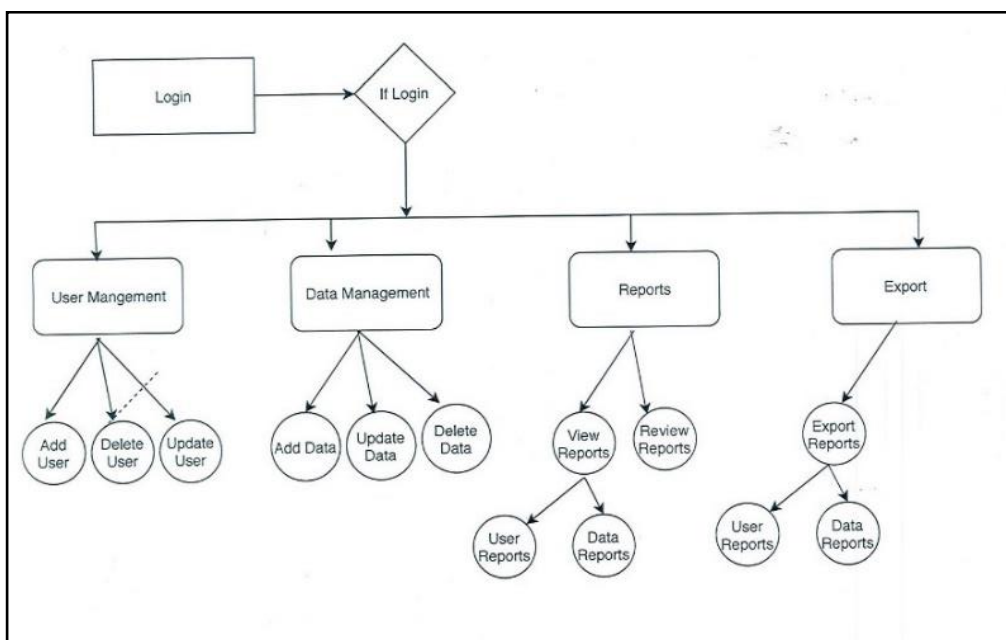 Login
If Login
User Mangement
Data Management
Reports
Export
Add
User
Delete
User
Update
User
Add Data
Update
Data
Delete
Data
View
Reports
Review
Reports
Export
Reports
User
Reports
Data
Reports
User
Reports
Data
Reports